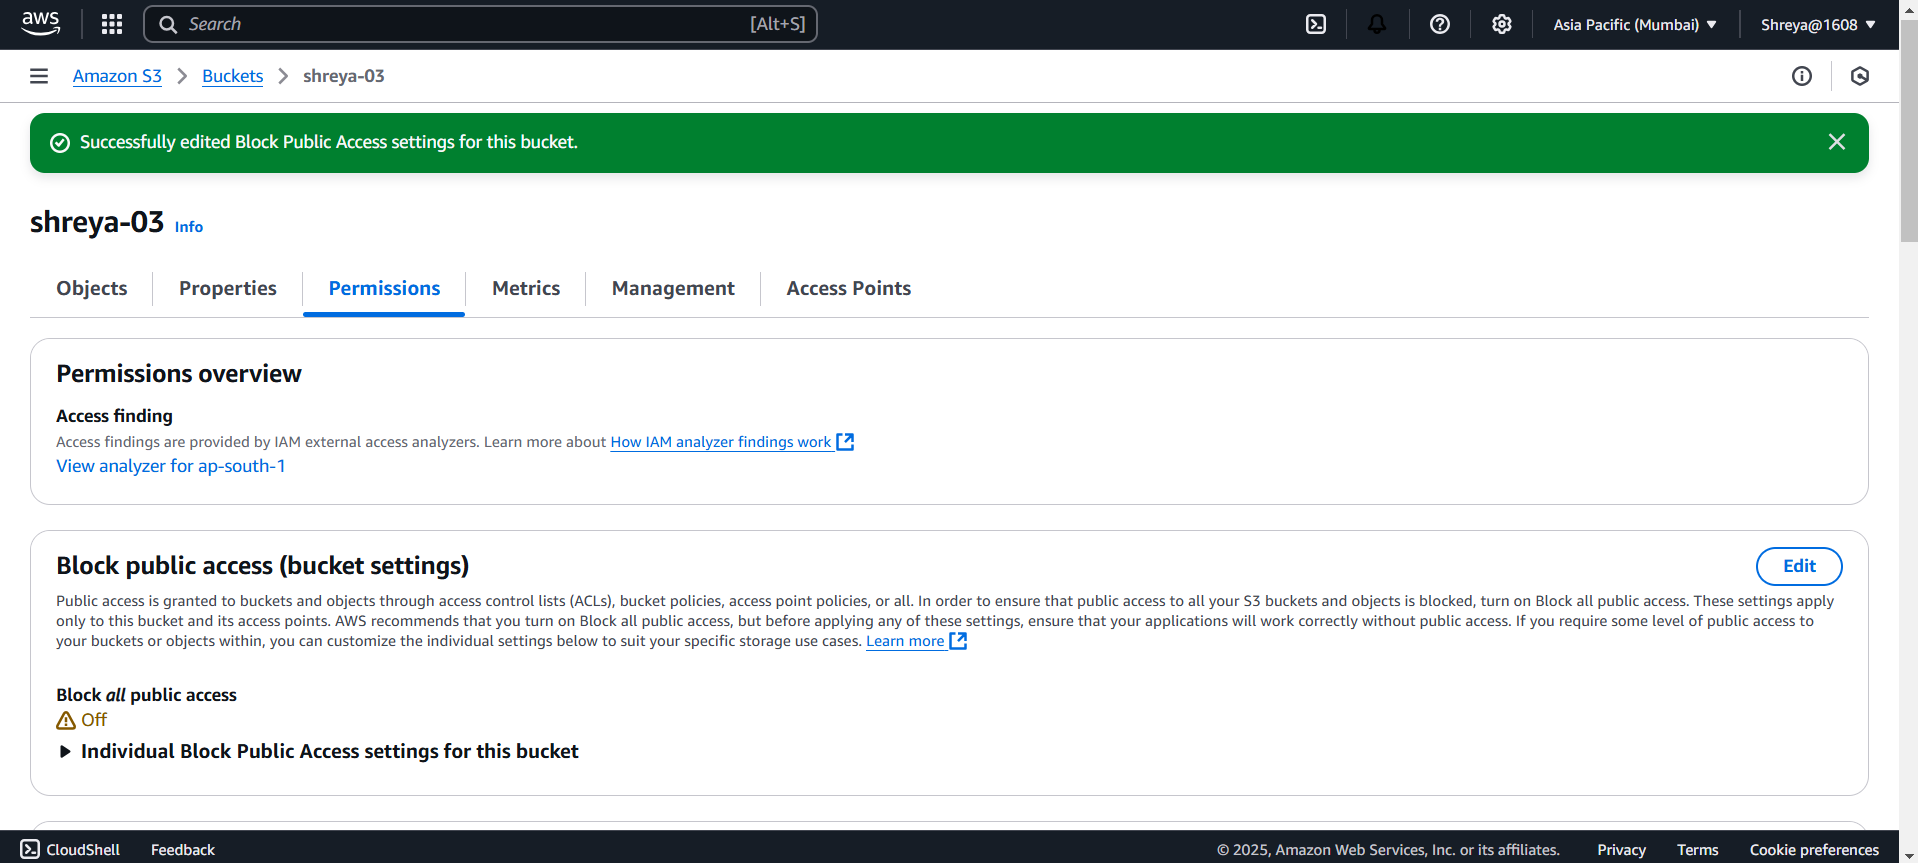 aws Search [Alt+S] Asia Pacific (Mumbai) Shreya@1608
Amazon S3 Buckets shreya-03
Successfully edited Block Public Access settings for this bucket.
shreya-03 Info
Objects Properties Permissions Metrics Management Access Points
Permissions overview
Access finding
Access findings are provided by IAM external access analyzers. Learn more about How IAM analyzer findings work
View analyzer for ap-south-1
Block public access (bucket settings) Edit
Public access is granted to buckets and objects through access control lists (ACLs), bucket policies, access point policies, or all. In order to ensure that public access to all your S3 buckets and objects is blocked, turn on Block all public access. These settings apply
only to this bucket and its access points. AWS recommends that you turn on Block all public access, but before applying any of these settings, ensure that your applications will work correctly without public access. If you require some level of public access to
your buckets or objects within, you can customize the individual settings below to suit your specific storage use cases. Learn more
Block all public access
Off
Individual Block Public Access settings for this bucket
CloudShell Feedback © 2025, Amazon Web Services, Inc. or its affiliates. Privacy Terms Cookie preferences